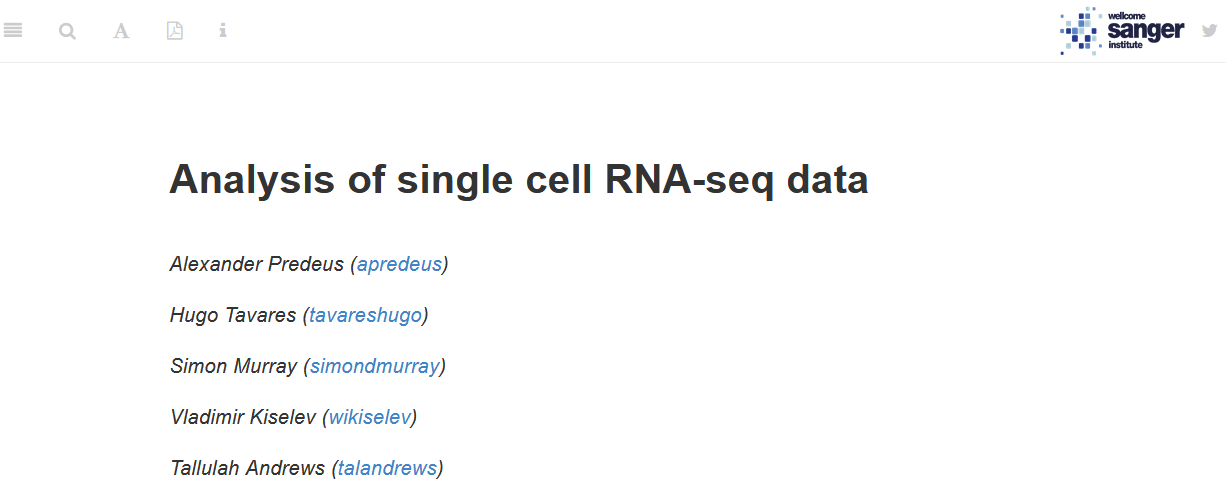 wellcome
sanger
institute
Analysis of single cell RNA-seq data
Alexander Predeus (apredeus)
Hugo Tavares (tavareshugo)
Simon Murray (simondmurray)
Vladimir Kiselev (wikiselev)
Tallulah Andrews (talandrews)